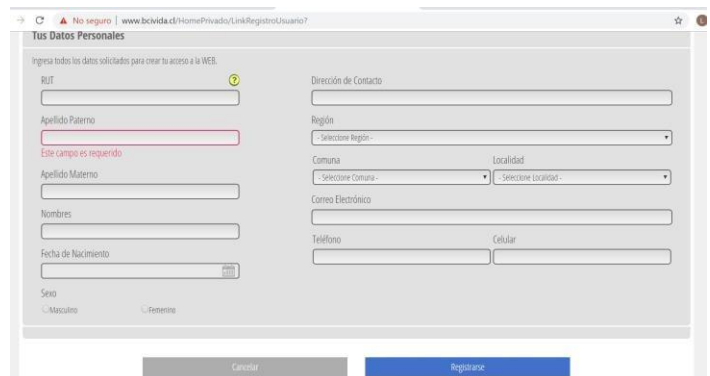 No seguro | www.bcivida.cl/HomePrivado/LinkRegistroUsuario?
Tus Datos Personales
Ingresa todos los datos solicitados para crear tu acceso a la WEB.
RUT ?
Apellido Paterno
Este campo es requerido
Apellido Materno
Nombres
Fecha de Nacimiento
Sexo
Masculino Femenino
Dirección de Contacto
Región
- Seleccione Región -
Comuna Localidad
- Seleccione Comuna - - Seleccione Localidad -
Correo Electrónico
Teléfono Celular
Cancelar Registrarse